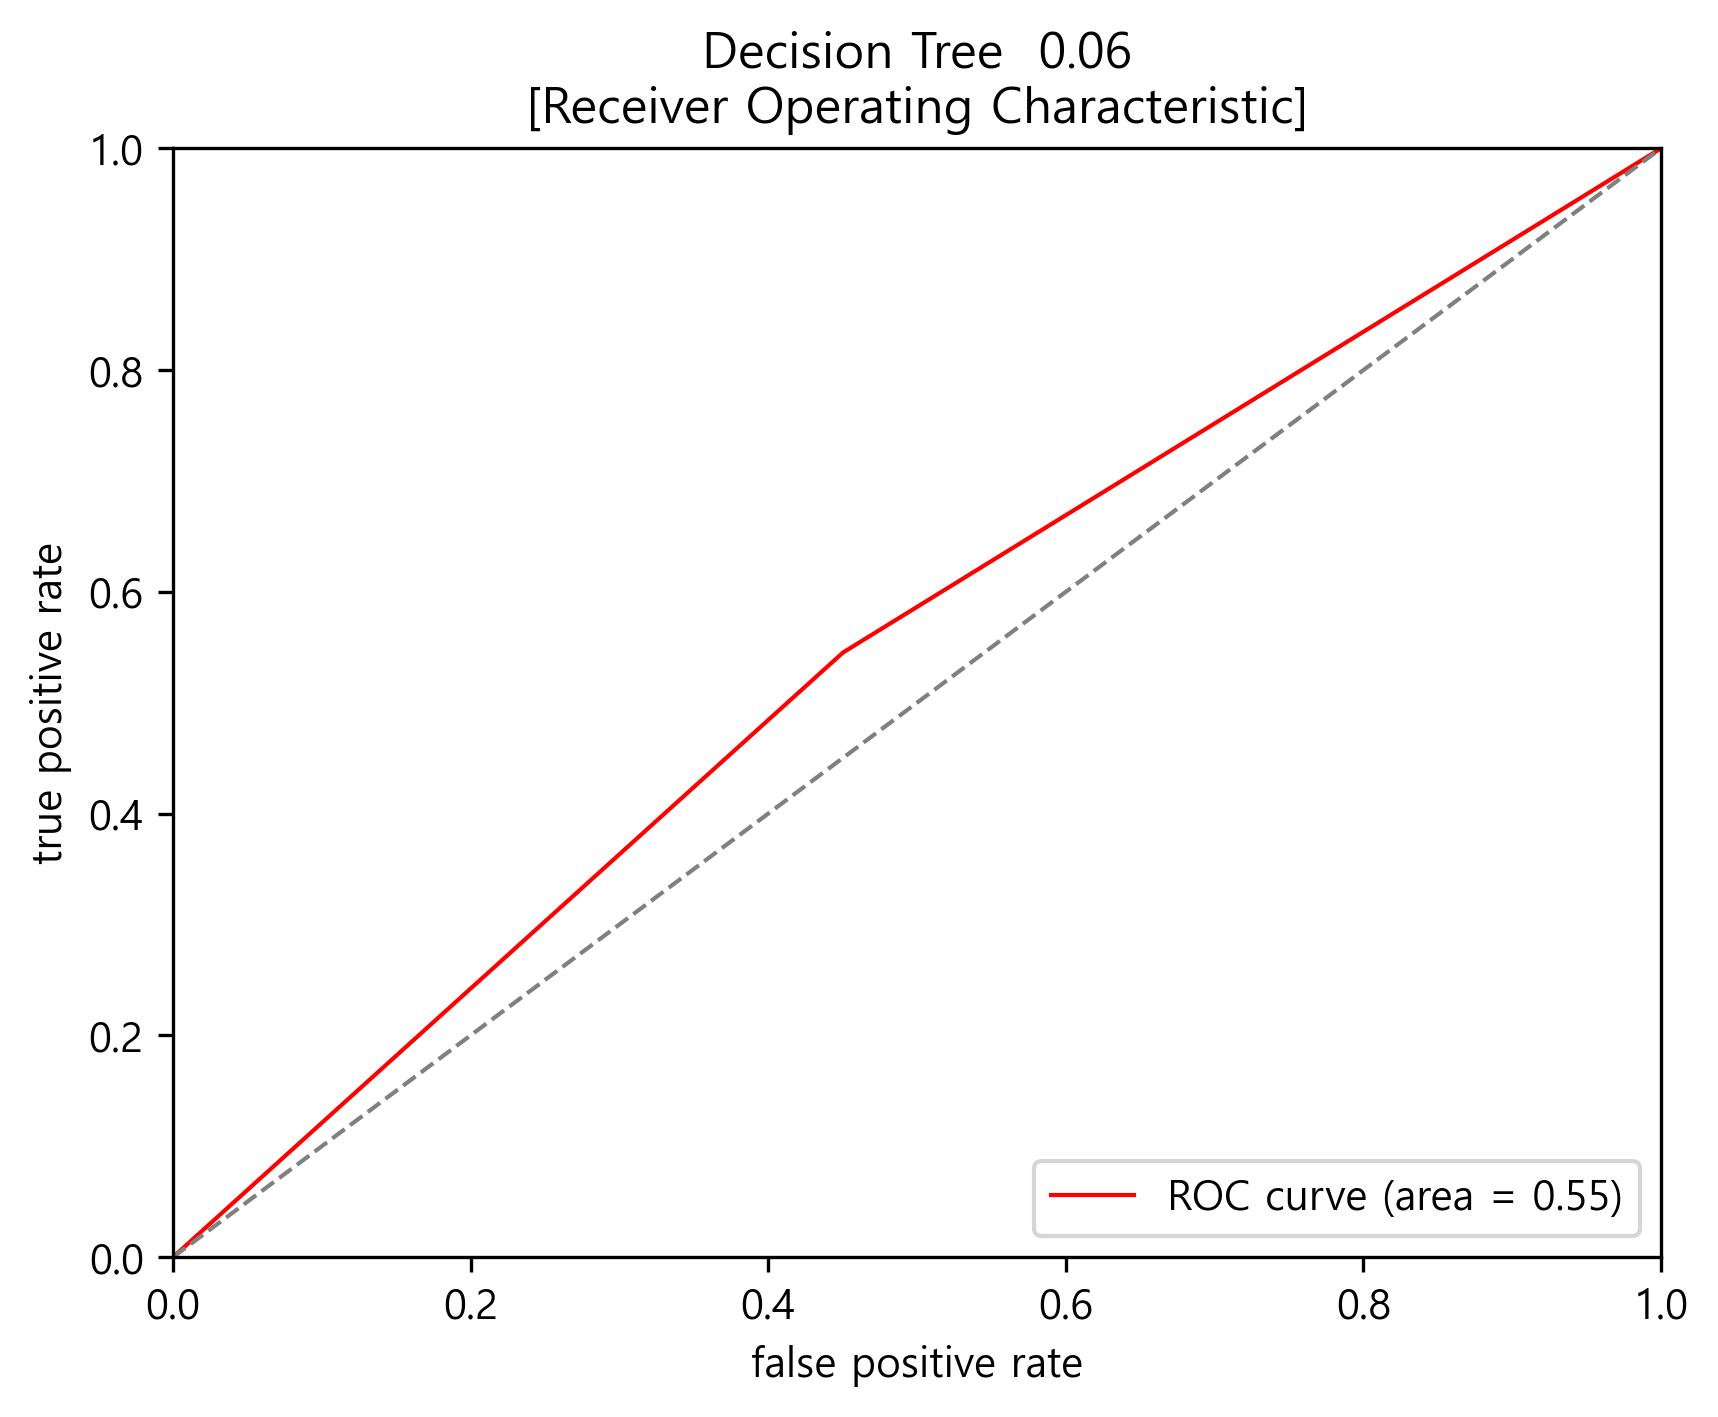 Decision Tree 0.06
[Receiver Operating Characteristic]
1.0
0.8
0.6
0.4
0.2
0.0
true positive rate
ROC curve (area = 0.55)
0.0 0.2 0.4 0.6 0.8 1.0
false positive rate